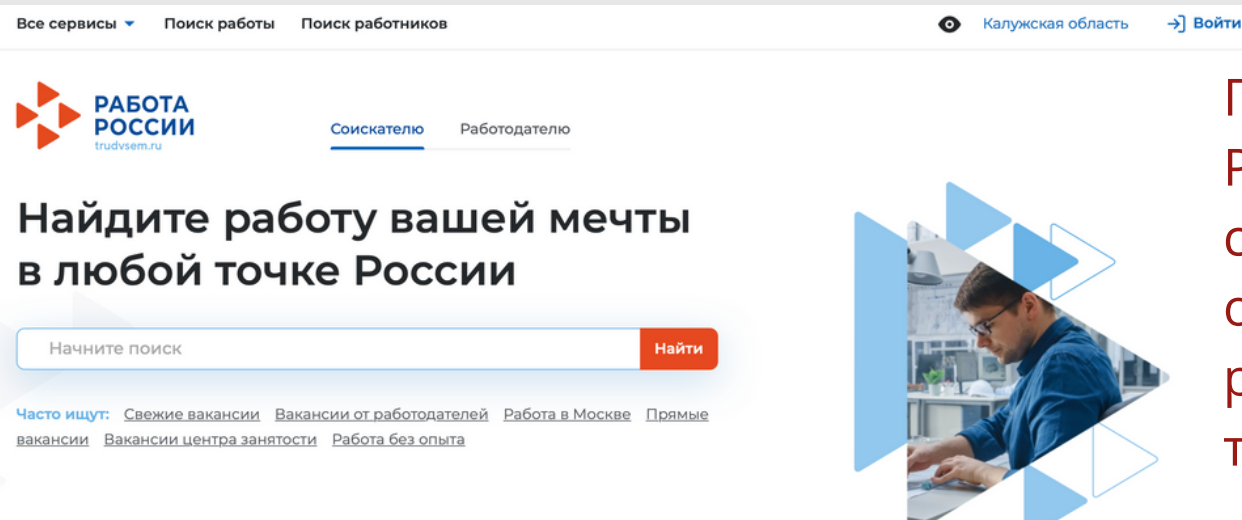 Все сервисы Поиск работы Поиск работников Калужская область Войти
РАБОТА
РОССИИ
trudvsem.ru
Соискателю Работодателю
Найдите работу вашей мечты
в любой точке России
Начните поиск Найти
Часто ищут: Свежие вакансии Вакансии от работодателей Работа в Москве Прямые
вакансии Вакансии центра занятости Работа без опыта